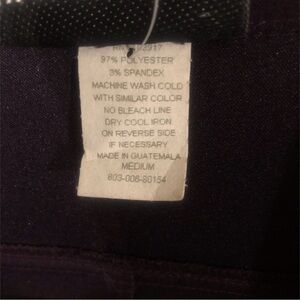 97% POLYESTER
3% SPANDEX
MACHINE WASH COLD
WITH SIMILAR COLOR
NO BLEACH LINE
DRY COOL IRON
ON REVERSE SIDE
IF NECESSARY
MADE IN GUATEMALA
MEDIUM
803-006-80154